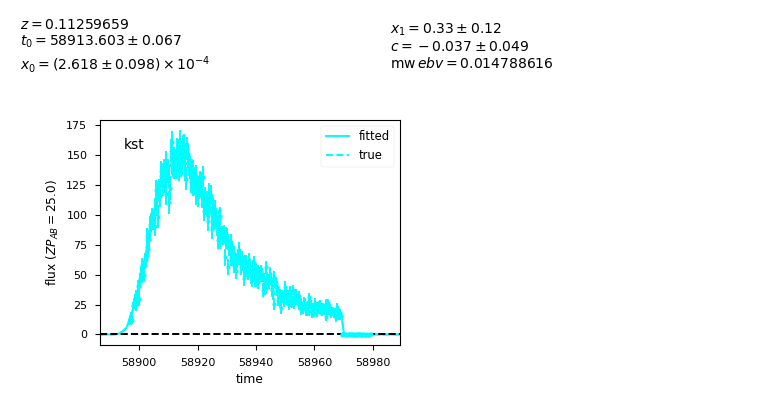 z = 0.11259659
t₀ = 58913.603 ± 0.067
x₀ = (2.618 ± 0.098) × 10⁻⁴
x₁ = 0.33 ± 0.12
c = −0.037 ± 0.049
mw ebv = 0.014788616
kst
fitted
true
175
150
125
100
75
50
25
0
flux (ZP_AB = 25.0)
58900 58920 58940 58960 58980
time